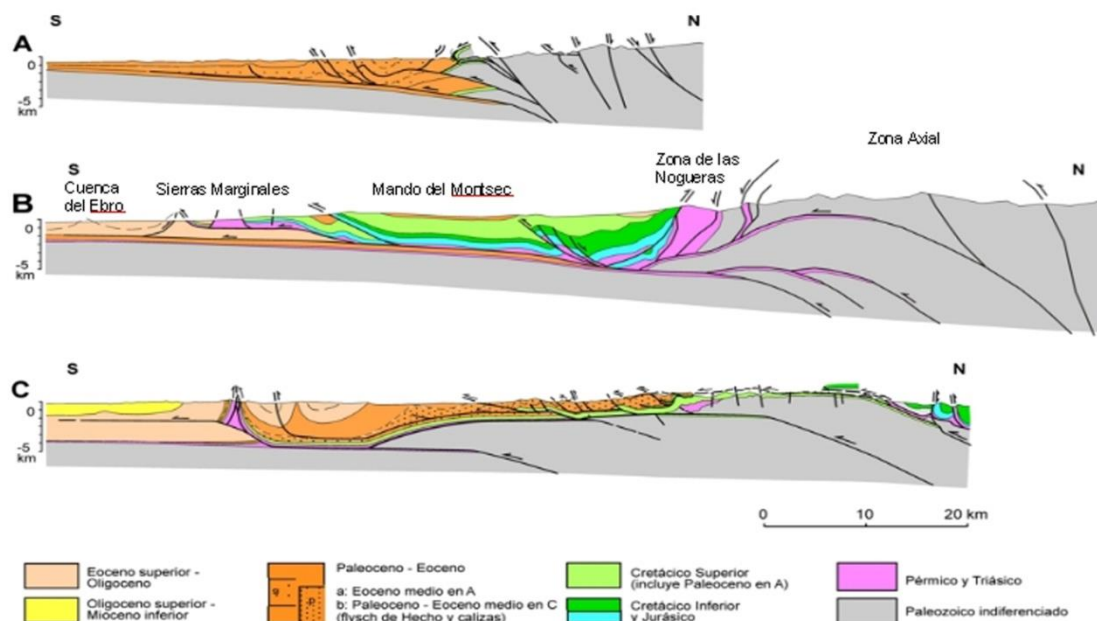 S N
A
0
-5
km
Zona Axial
Zona de las
Nogueras
S N
Cuenca
del Ebro
Sierras Marginales
Mando del Montsec
B
0
-5
km
S N
C
0
-5
km
0 10 20 km
Eoceno superior -
Oligoceno
Oligoceno superior -
Mioceno inferior
Paleoceno - Eoceno
a: Eoceno medio en A
b: Paleoceno - Eoceno medio en C
(flysch de Hecho y calizas)
Cretácico Superior
(incluye Paleoceno en A)
Cretácico Inferior
y Jurásico
Pérmico y Triásico
Paleozoico indiferenciado